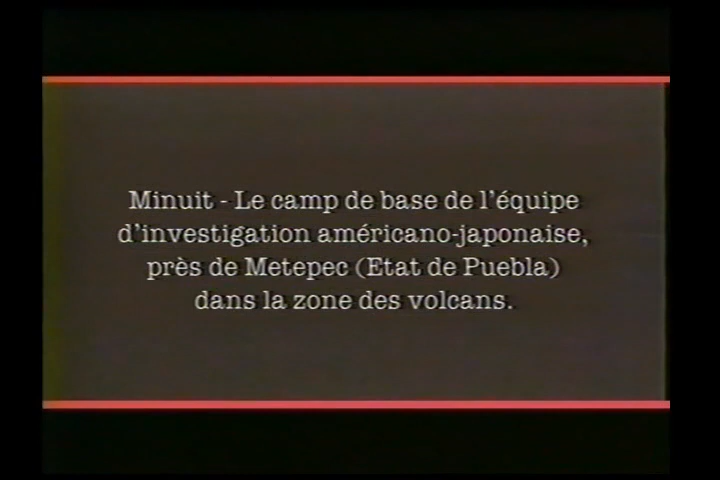 Minuit - Le camp de base de l'équipe
d'investigation américano-japonaise,
près de Metepec (Etat de Puebla)
dans la zone des volcans.